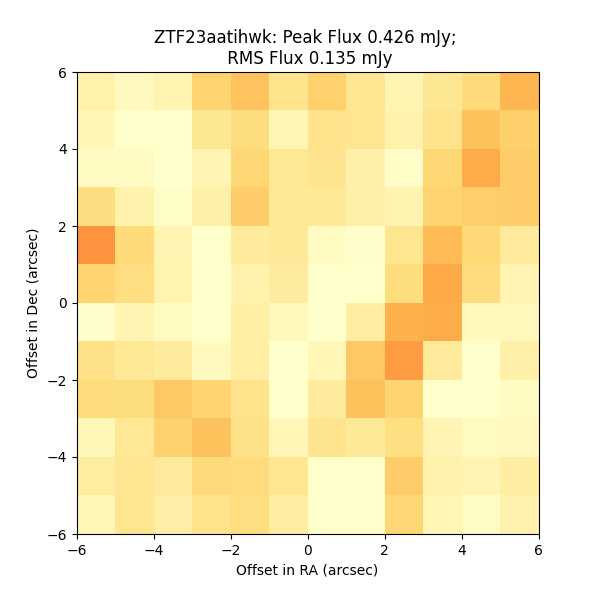 ZTF23aatihwk: Peak Flux 0.426 mJy;
RMS Flux 0.135 mJy
6
4
2
0
−2
−4
−6
Offset in Dec (arcsec)
−6 −4 −2 0 2 4 6
Offset in RA (arcsec)